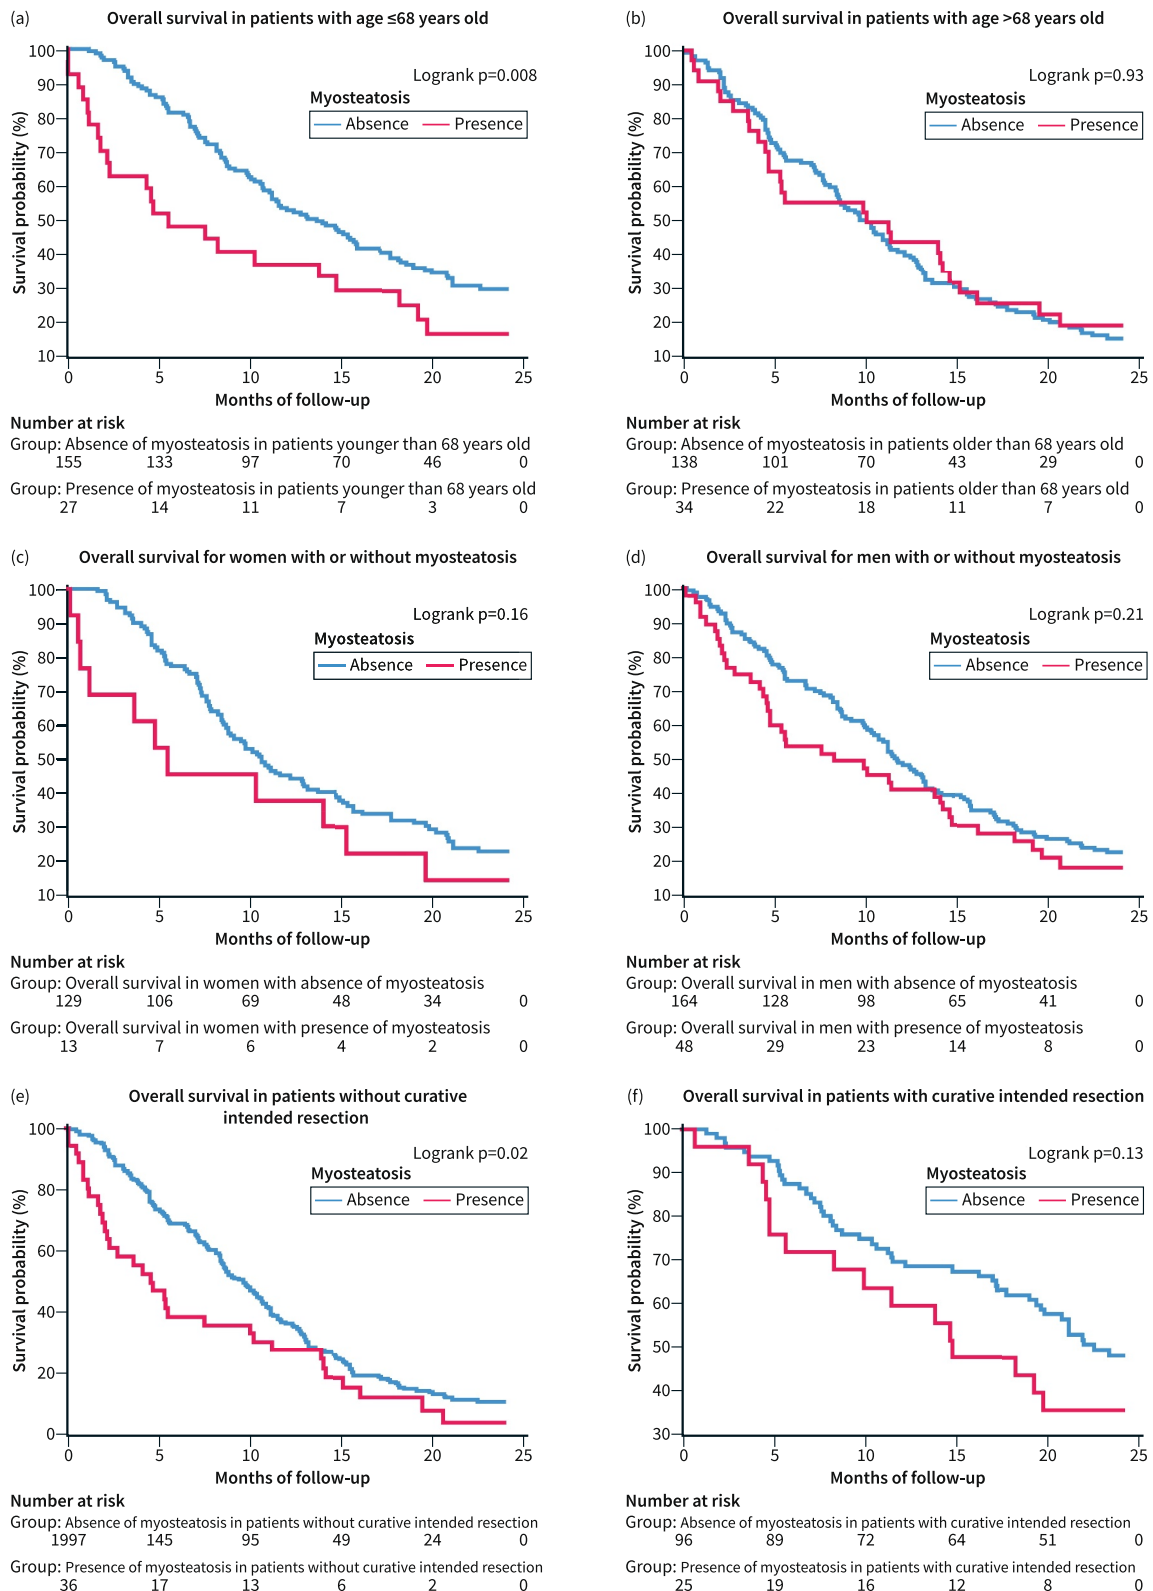 (a) Overall survival in patients with age ≤68 years old
Logrank p=0.008
Myosteatosis
Absence Presence
Survival probability (%)
100
90
80
70
60
50
40
30
20
10
0 5 10 15 20 25
Months of follow-up
Number at risk
Group: Absence of myosteatosis in patients younger than 68 years old
155 133 97 70 46 0
Group: Presence of myosteatosis in patients younger than 68 years old
27 14 11 7 3 0
(b) Overall survival in patients with age >68 years old
Logrank p=0.93
Myosteatosis
Absence Presence
Survival probability (%)
100
90
80
70
60
50
40
30
20
10
0 5 10 15 20 25
Months of follow-up
Number at risk
Group: Absence of myosteatosis in patients older than 68 years old
138 101 70 43 29 0
Group: Presence of myosteatosis in patients older than 68 years old
34 22 18 11 7 0
(c) Overall survival for women with or without myosteatosis
Logrank p=0.16
Myosteatosis
Absence Presence
Survival probability (%)
100
90
80
70
60
50
40
30
20
10
0 5 10 15 20 25
Months of follow-up
Number at risk
Group: Overall survival in women with absence of myosteatosis
129 106 69 48 34 0
Group: Overall survival in women with presence of myosteatosis
13 7 6 4 2 0
(d) Overall survival for men with or without myosteatosis
Logrank p=0.21
Myosteatosis
Absence Presence
Survival probability (%)
100
90
80
70
60
50
40
30
20
10
0 5 10 15 20 25
Months of follow-up
Number at risk
Group: Overall survival in men with absence of myosteatosis
164 128 98 65 41 0
Group: Overall survival in men with presence of myosteatosis
48 29 23 14 8 0
(e) Overall survival in patients without curative
intended resection
Logrank p=0.02
Myosteatosis
Absence Presence
Survival probability (%)
100
80
60
40
20
0
0 5 10 15 20 25
Months of follow-up
Number at risk
Group: Absence of myosteatosis in patients without curative intended resection
1997 145 95 49 24 0
Group: Presence of myosteatosis in patients without curative intended resection
36 17 13 6 2 0
(f) Overall survival in patients with curative intended resection
Logrank p=0.13
Myosteatosis
Absence Presence
Survival probability (%)
100
90
80
70
60
50
40
30
0 5 10 15 20 25
Months of follow-up
Number at risk
Group: Absence of myosteatosis in patients with curative intended resection
96 89 72 64 51 0
Group: Presence of myosteatosis in patients with curative intended resection
25 19 16 12 8 0